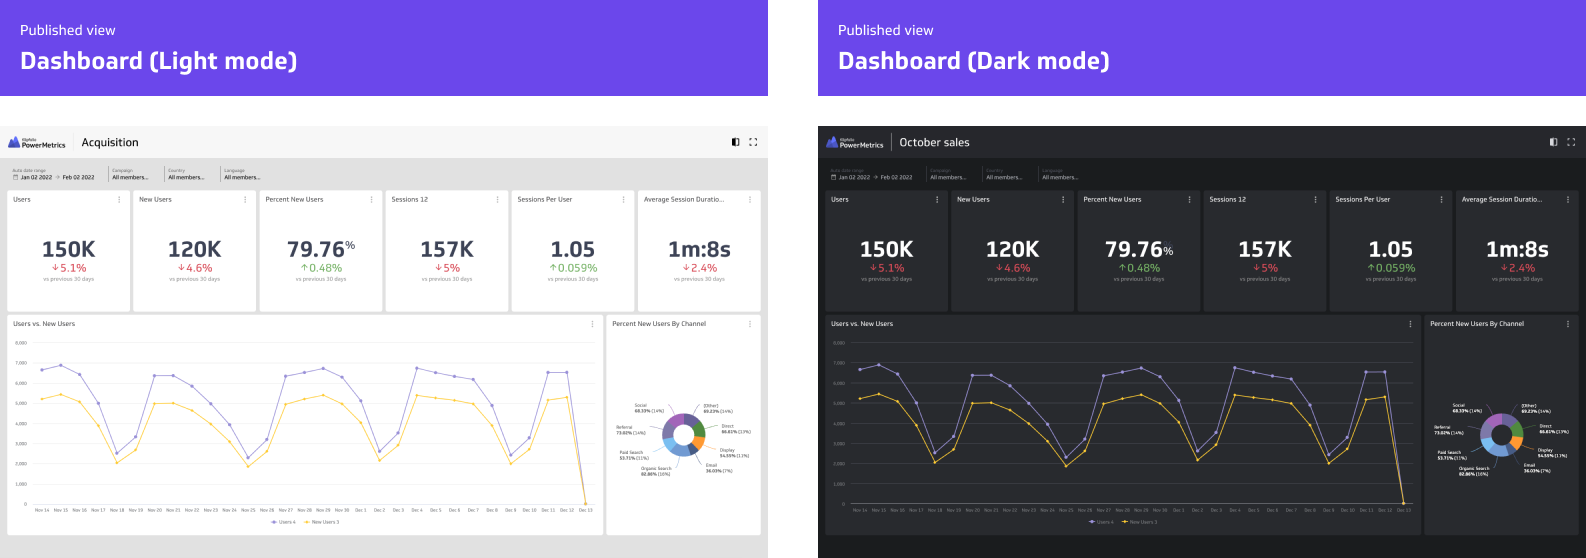 Published view
Dashboard (Light mode)
Klipfolio
PowerMetrics
Acquisition
Auto date range
Jan 02 2022 → Feb 02 2022
Campaign
All members...
Country
All members...
Language
All members...
Users
150K
↓5.1%
vs previous 30 days
New Users
120K
↓4.6%
vs previous 30 days
Percent New Users
79.76%
↑0.48%
vs previous 30 days
Sessions 12
157K
↓5%
vs previous 30 days
Sessions Per User
1.05
↑0.059%
vs previous 30 days
Average Session Duratio...
1m:8s
↓2.4%
vs previous 30 days
Users vs. New Users
8,000
7,000
6,000
5,000
4,000
3,000
2,000
1,000
0
Nov 14 Nov 15 Nov 16 Nov 17 Nov 18 Nov 19 Nov 20 Nov 21 Nov 22 Nov 23 Nov 24 Nov 25 Nov 26 Nov 27 Nov 28 Nov 29 Nov 30 Dec 1 Dec 2 Dec 3 Dec 4 Dec 5 Dec 6 Dec 7 Dec 8 Dec 9 Dec 10 Dec 11 Dec 12 Dec 13
Users 4 New Users 3
Percent New Users By Channel
Social
68.33% (14%)
(Other)
69.23% (14%)
Referral
73.02% (14%)
Direct
66.81% (13%)
Paid Search
53.71% (11%)
Display
54.55% (11%)
Organic Search
82.86% (16%)
Email
36.03% (7%)
Published view
Dashboard (Dark mode)
Klipfolio
PowerMetrics
October sales
Auto date range
Jan 02 2022 → Feb 02 2022
Campaign
All members...
Country
All members...
Language
All members...
Users
150K
↓5.1%
vs previous 30 days
New Users
120K
↓4.6%
vs previous 30 days
Percent New Users
79.76%
↑0.48%
vs previous 30 days
Sessions 12
157K
↓5%
vs previous 30 days
Sessions Per User
1.05
↑0.059%
vs previous 30 days
Average Session Duratio...
1m:8s
↓2.4%
vs previous 30 days
Users vs. New Users
8,000
7,000
6,000
5,000
4,000
3,000
2,000
1,000
0
Nov 14 Nov 15 Nov 16 Nov 17 Nov 18 Nov 19 Nov 20 Nov 21 Nov 22 Nov 23 Nov 24 Nov 25 Nov 26 Nov 27 Nov 28 Nov 29 Nov 30 Dec 1 Dec 2 Dec 3 Dec 4 Dec 5 Dec 6 Dec 7 Dec 8 Dec 9 Dec 10 Dec 11 Dec 12 Dec 13
Users 4 New Users 3
Percent New Users By Channel
Social
68.33% (14%)
(Other)
69.23% (14%)
Referral
73.02% (14%)
Direct
66.81% (13%)
Paid Search
53.71% (11%)
Display
54.55% (11%)
Organic Search
82.86% (16%)
Email
36.03% (7%)